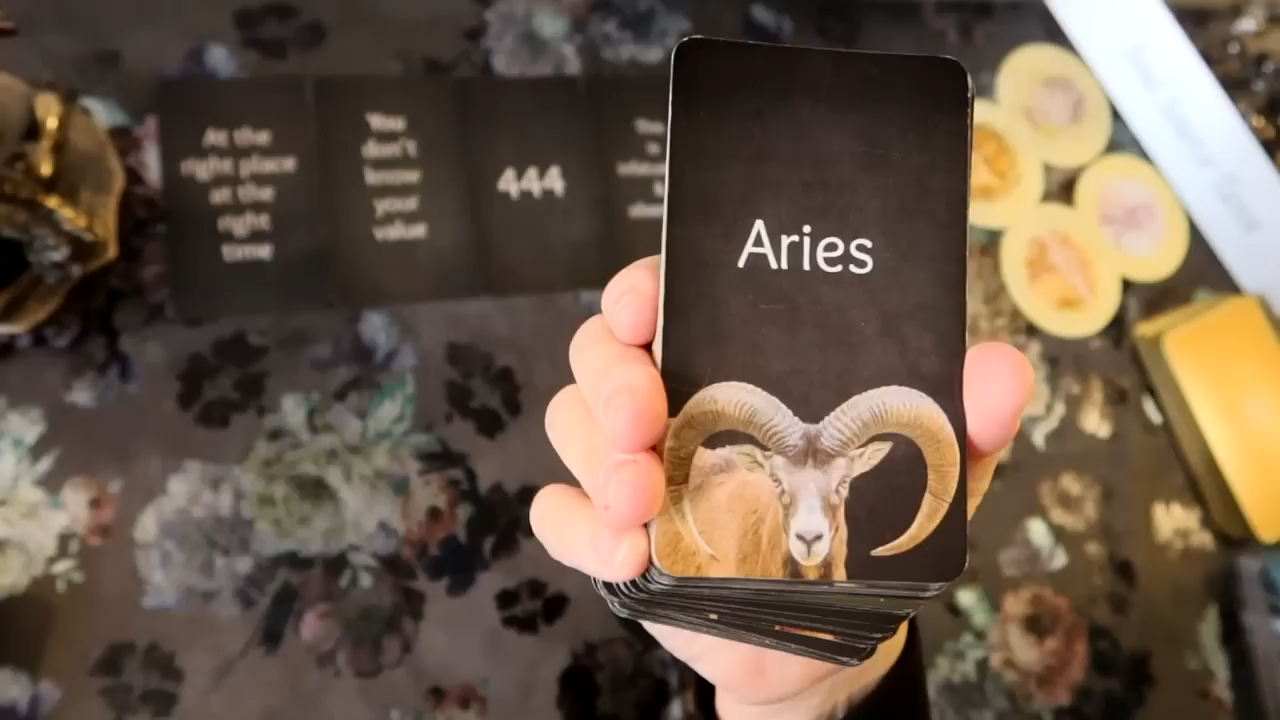 At the
right place
at the
right
time
You
don't
know
your
value
444
Aries